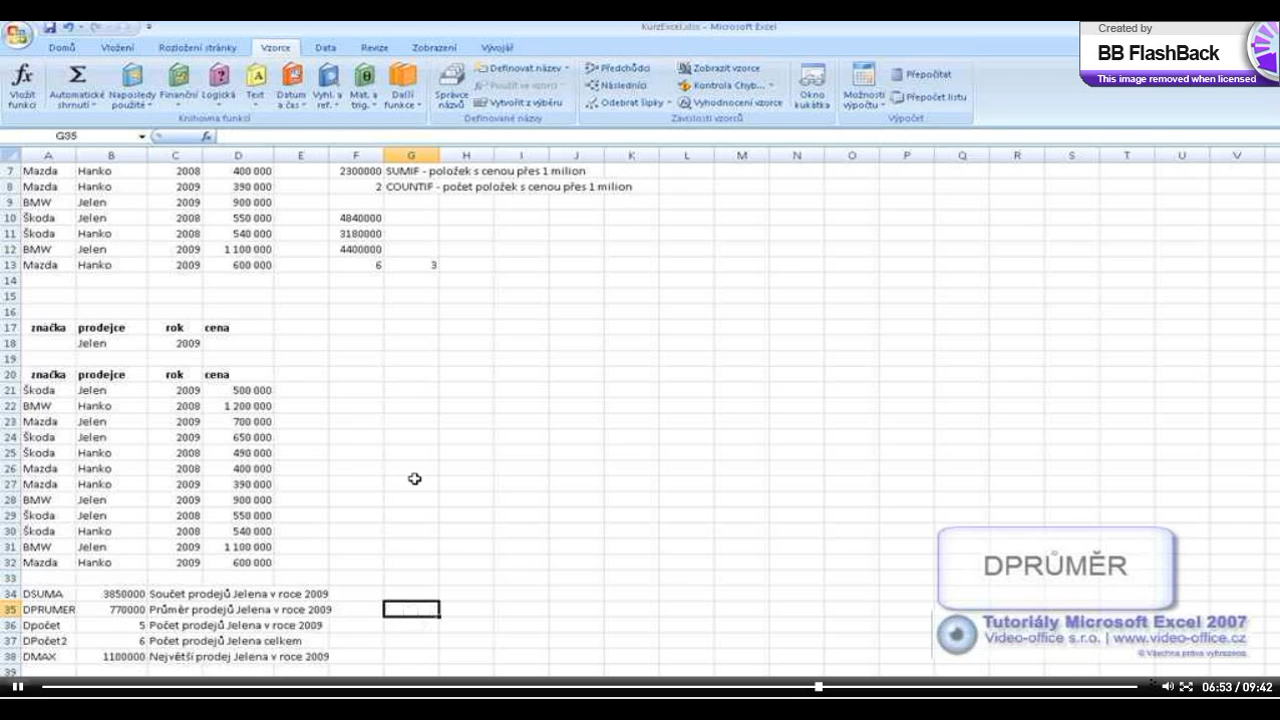 KurzExcel.xlsx - Microsoft Excel
Created by
BB FlashBack
This image removed when licensed
Domů Vložení Rozložení stránky Vzorce Data Revize Zobrazení Vývojář
Vložit funkci
Automatické shrnutí
Naposledy použité
Finanční
Logická
Text
Datum a čas
Vyhl. a ref.
Mat. a trig.
Další funkce
Knihovna funkcí
Správce názvů
Definovat název
Použít ve vzorci
Vytvořit z výběru
Definované názvy
Předchůdci
Následníci
Odebrat šipky
Zobrazit vzorce
Kontrola Chyb...
Vyhodnocení vzorce
Závislosti vzorců
Okno kukátka
Možnosti výpočtu
Přepočítat
Přepočet listu
Výpočet
G35 fx
A B C D E F G H I J K L M N O P Q R S T U V
7 Mazda Hanko 2008 400 000 2300000 SUMIF - položek s cenou přes 1 milion
8 Mazda Hanko 2009 390 000 2 COUNTIF - počet položek s cenou přes 1 milion
9 BMW Jelen 2009 900 000
10 Škoda Jelen 2008 550 000 4840000
11 Škoda Hanko 2008 540 000 3180000
12 BMW Jelen 2009 1 100 000 4400000
13 Mazda Hanko 2009 600 000 6 3
14
15
16
17 značka prodejce rok cena
18 Jelen 2009
19
20 značka prodejce rok cena
21 Škoda Jelen 2009 500 000
22 BMW Hanko 2008 1 200 000
23 Mazda Jelen 2009 700 000
24 Škoda Jelen 2009 650 000
25 Škoda Hanko 2008 490 000
26 Mazda Hanko 2008 400 000
27 Mazda Hanko 2009 390 000
28 BMW Jelen 2009 900 000
29 Škoda Jelen 2008 550 000
30 Škoda Hanko 2008 540 000
31 BMW Jelen 2009 1 100 000
32 Mazda Hanko 2009 600 000
33
34 DSUMA 3850000 Součet prodejů Jelena v roce 2009
35 DPRUMER 770000 Průměr prodejů Jelena v roce 2009
36 Dpočet 5 Počet prodejů Jelena v roce 2009
37 DPočet2 6 Počet prodejů Jelena celkem
38 DMAX 1100000 Největší prodej Jelena v roce 2009
39
DPRŮMĚR
Tutoriály Microsoft Excel 2007
Video-office s.r.o. | www.video-office.cz
© Všechna práva vyhrazena.
06:53 / 09:42